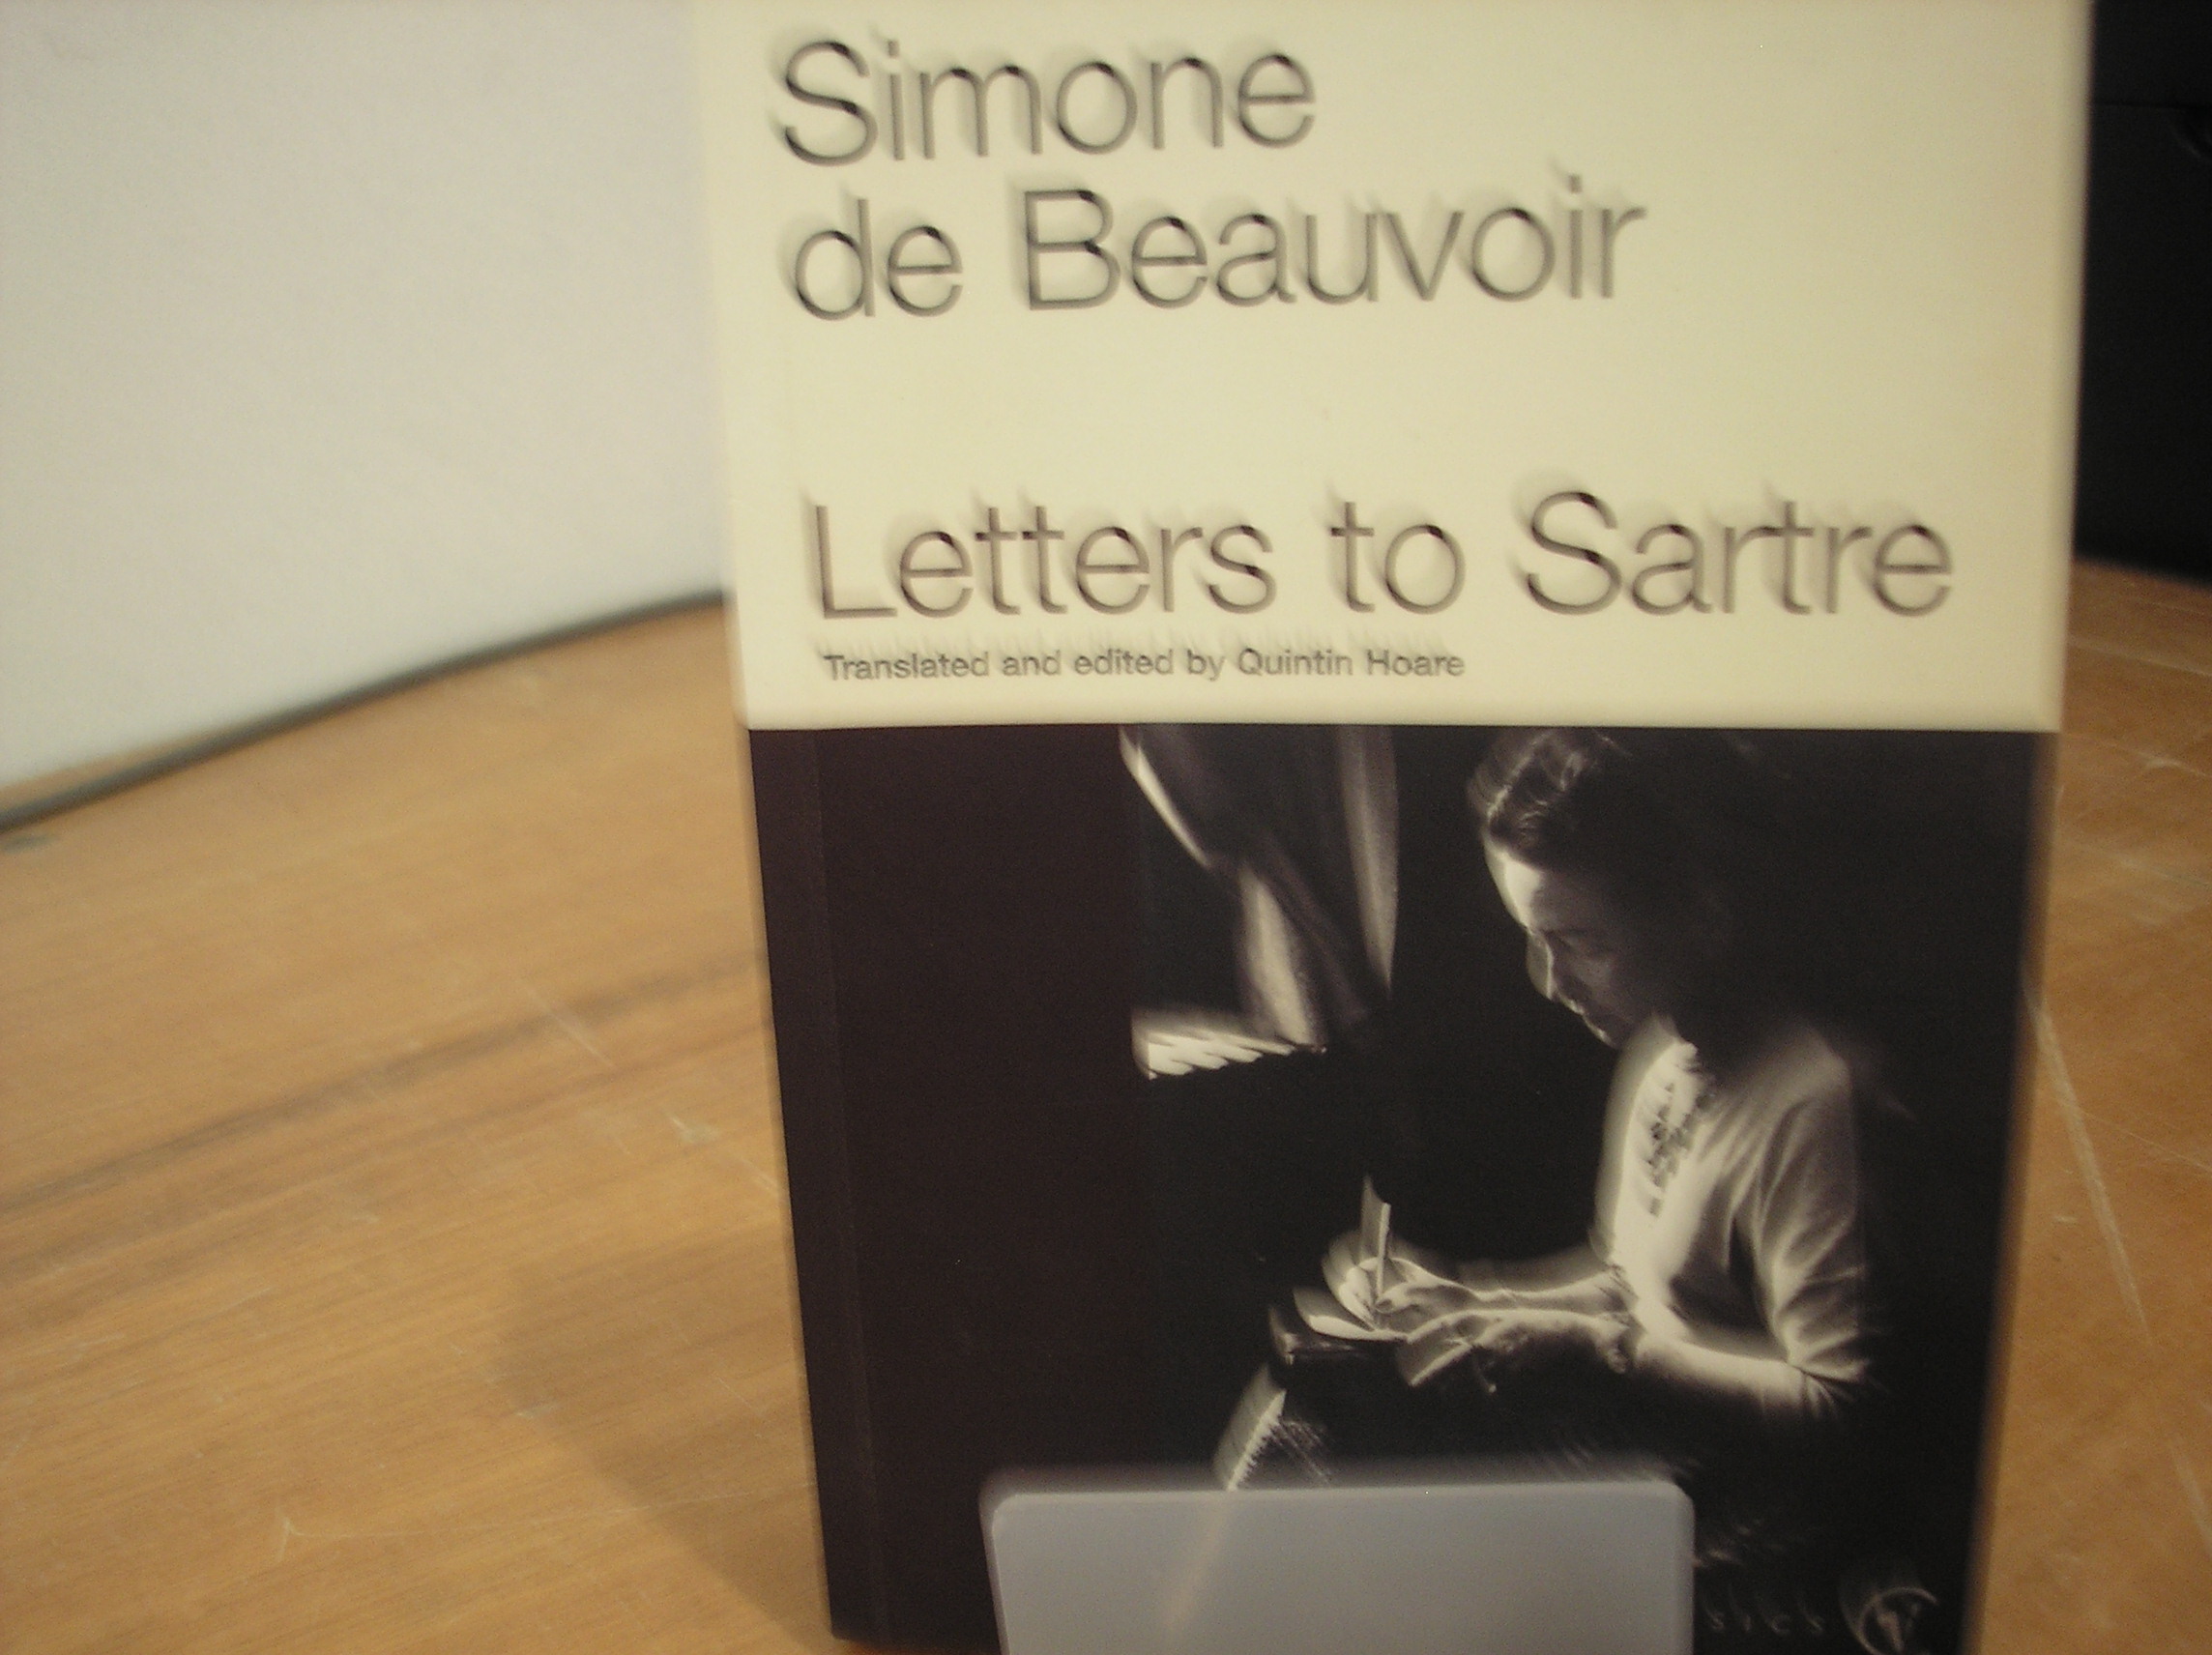 Simone
de Beauvoir
Letters to Sartre
Translated and edited by Quintin Hoare